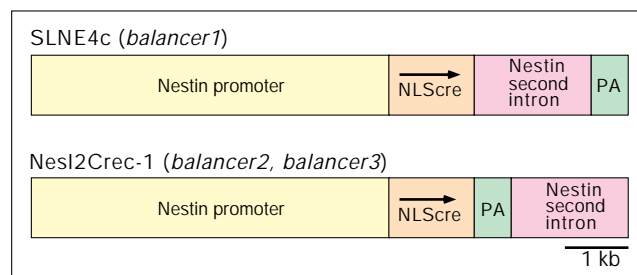 SLNE4c (balancer1)
Nestin promoter
NLScre
Nestin
second
intron
PA
NesI2Crec-1 (balancer2, balancer3)
Nestin promoter
NLScre
PA
Nestin
second
intron
1 kb